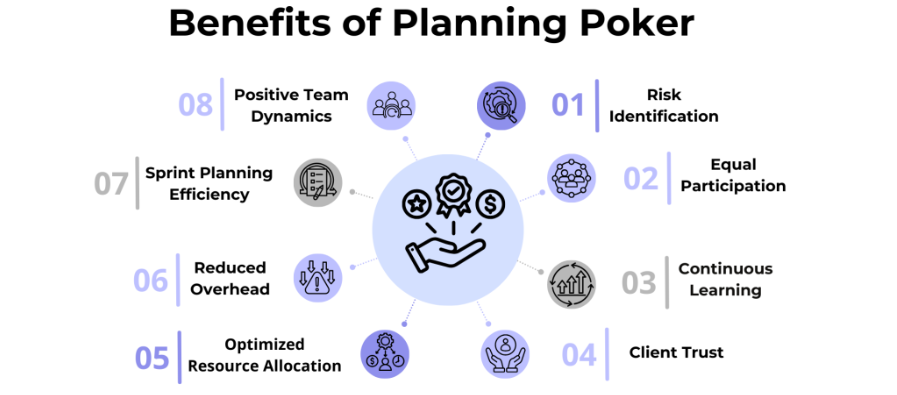 Benefits of Planning Poker
01
Risk
Identification
02
Equal
Participation
03
Continuous
Learning
04
Client Trust
05
Optimized
Resource Allocation
06
Reduced
Overhead
07
Sprint Planning
Efficiency
08
Positive Team
Dynamics